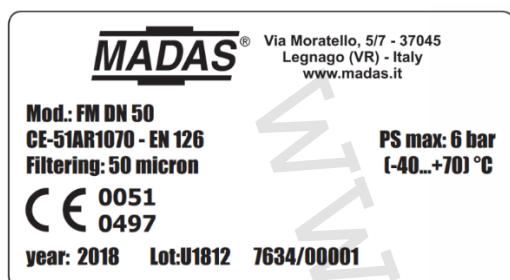 MADAS®
Via Moratello, 5/7 - 37045
Legnago (VR) - Italy
www.madas.it
Mod.: FM DN 50
CE-51AR1070 - EN 126
Filtering: 50 micron
PS max: 6 bar
(-40...+70) °C
CE 0051
0497
year: 2018 Lot:U1812 7634/00001